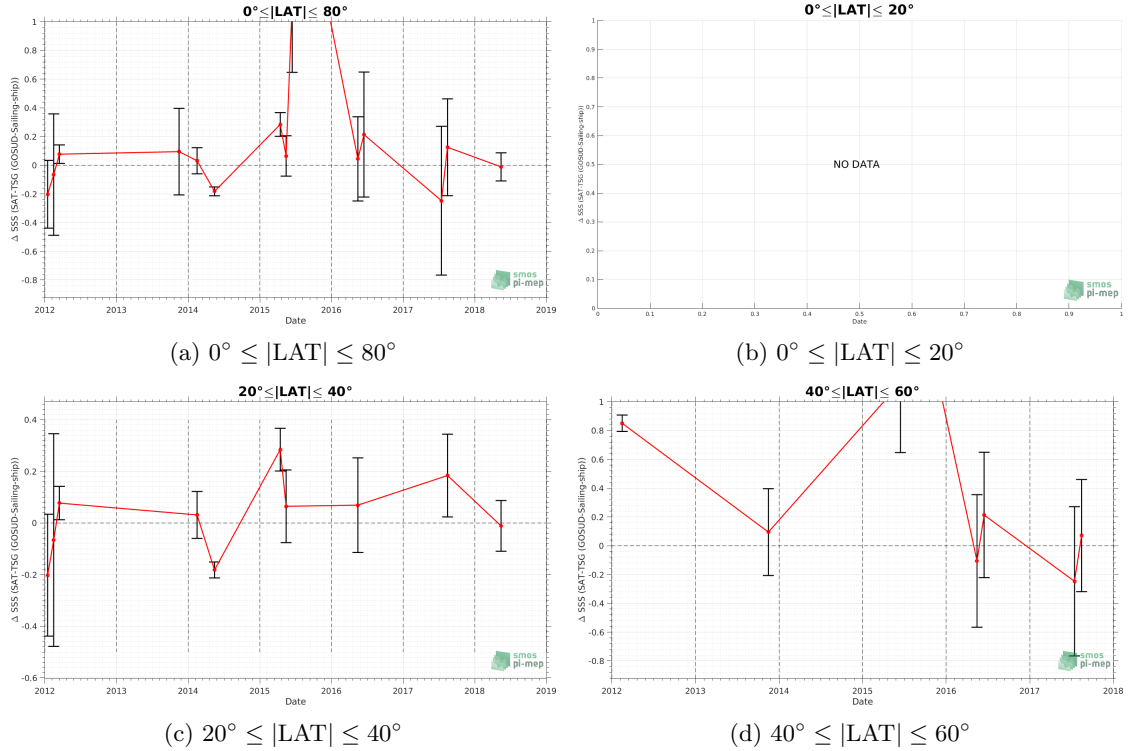 0°≤|LAT|≤ 80°
1
0.8
0.6
0.4
0.2
0
-0.2
-0.4
-0.6
-0.8
Δ SSS (SAT-TSG (GOSUD-Sailing-ship))
2012 2013 2014 2015 2016 2017 2018 2019
Date
smos
pi-mep
(a) 0° ≤ |LAT| ≤ 80°
0°≤|LAT|≤ 20°
1
0.9
0.8
0.7
0.6
0.5
0.4
0.3
0.2
0.1
0
Δ SSS (SAT-TSG (GOSUD-Sailing-ship))
NO DATA
0 0.1 0.2 0.3 0.4 0.5 0.6 0.7 0.8 0.9 1
Date
smos
pi-mep
(b) 0° ≤ |LAT| ≤ 20°
20°≤|LAT|≤ 40°
0.4
0.2
0
-0.2
-0.4
-0.6
Δ SSS (SAT-TSG (GOSUD-Sailing-ship))
2012 2013 2014 2015 2016 2017 2018 2019
Date
smos
pi-mep
(c) 20° ≤ |LAT| ≤ 40°
40°≤|LAT|≤ 60°
1
0.8
0.6
0.4
0.2
0
-0.2
-0.4
-0.6
-0.8
Δ SSS (SAT-TSG (GOSUD-Sailing-ship))
2012 2013 2014 2015 2016 2017 2018
Date
smos
pi-mep
(d) 40° ≤ |LAT| ≤ 60°